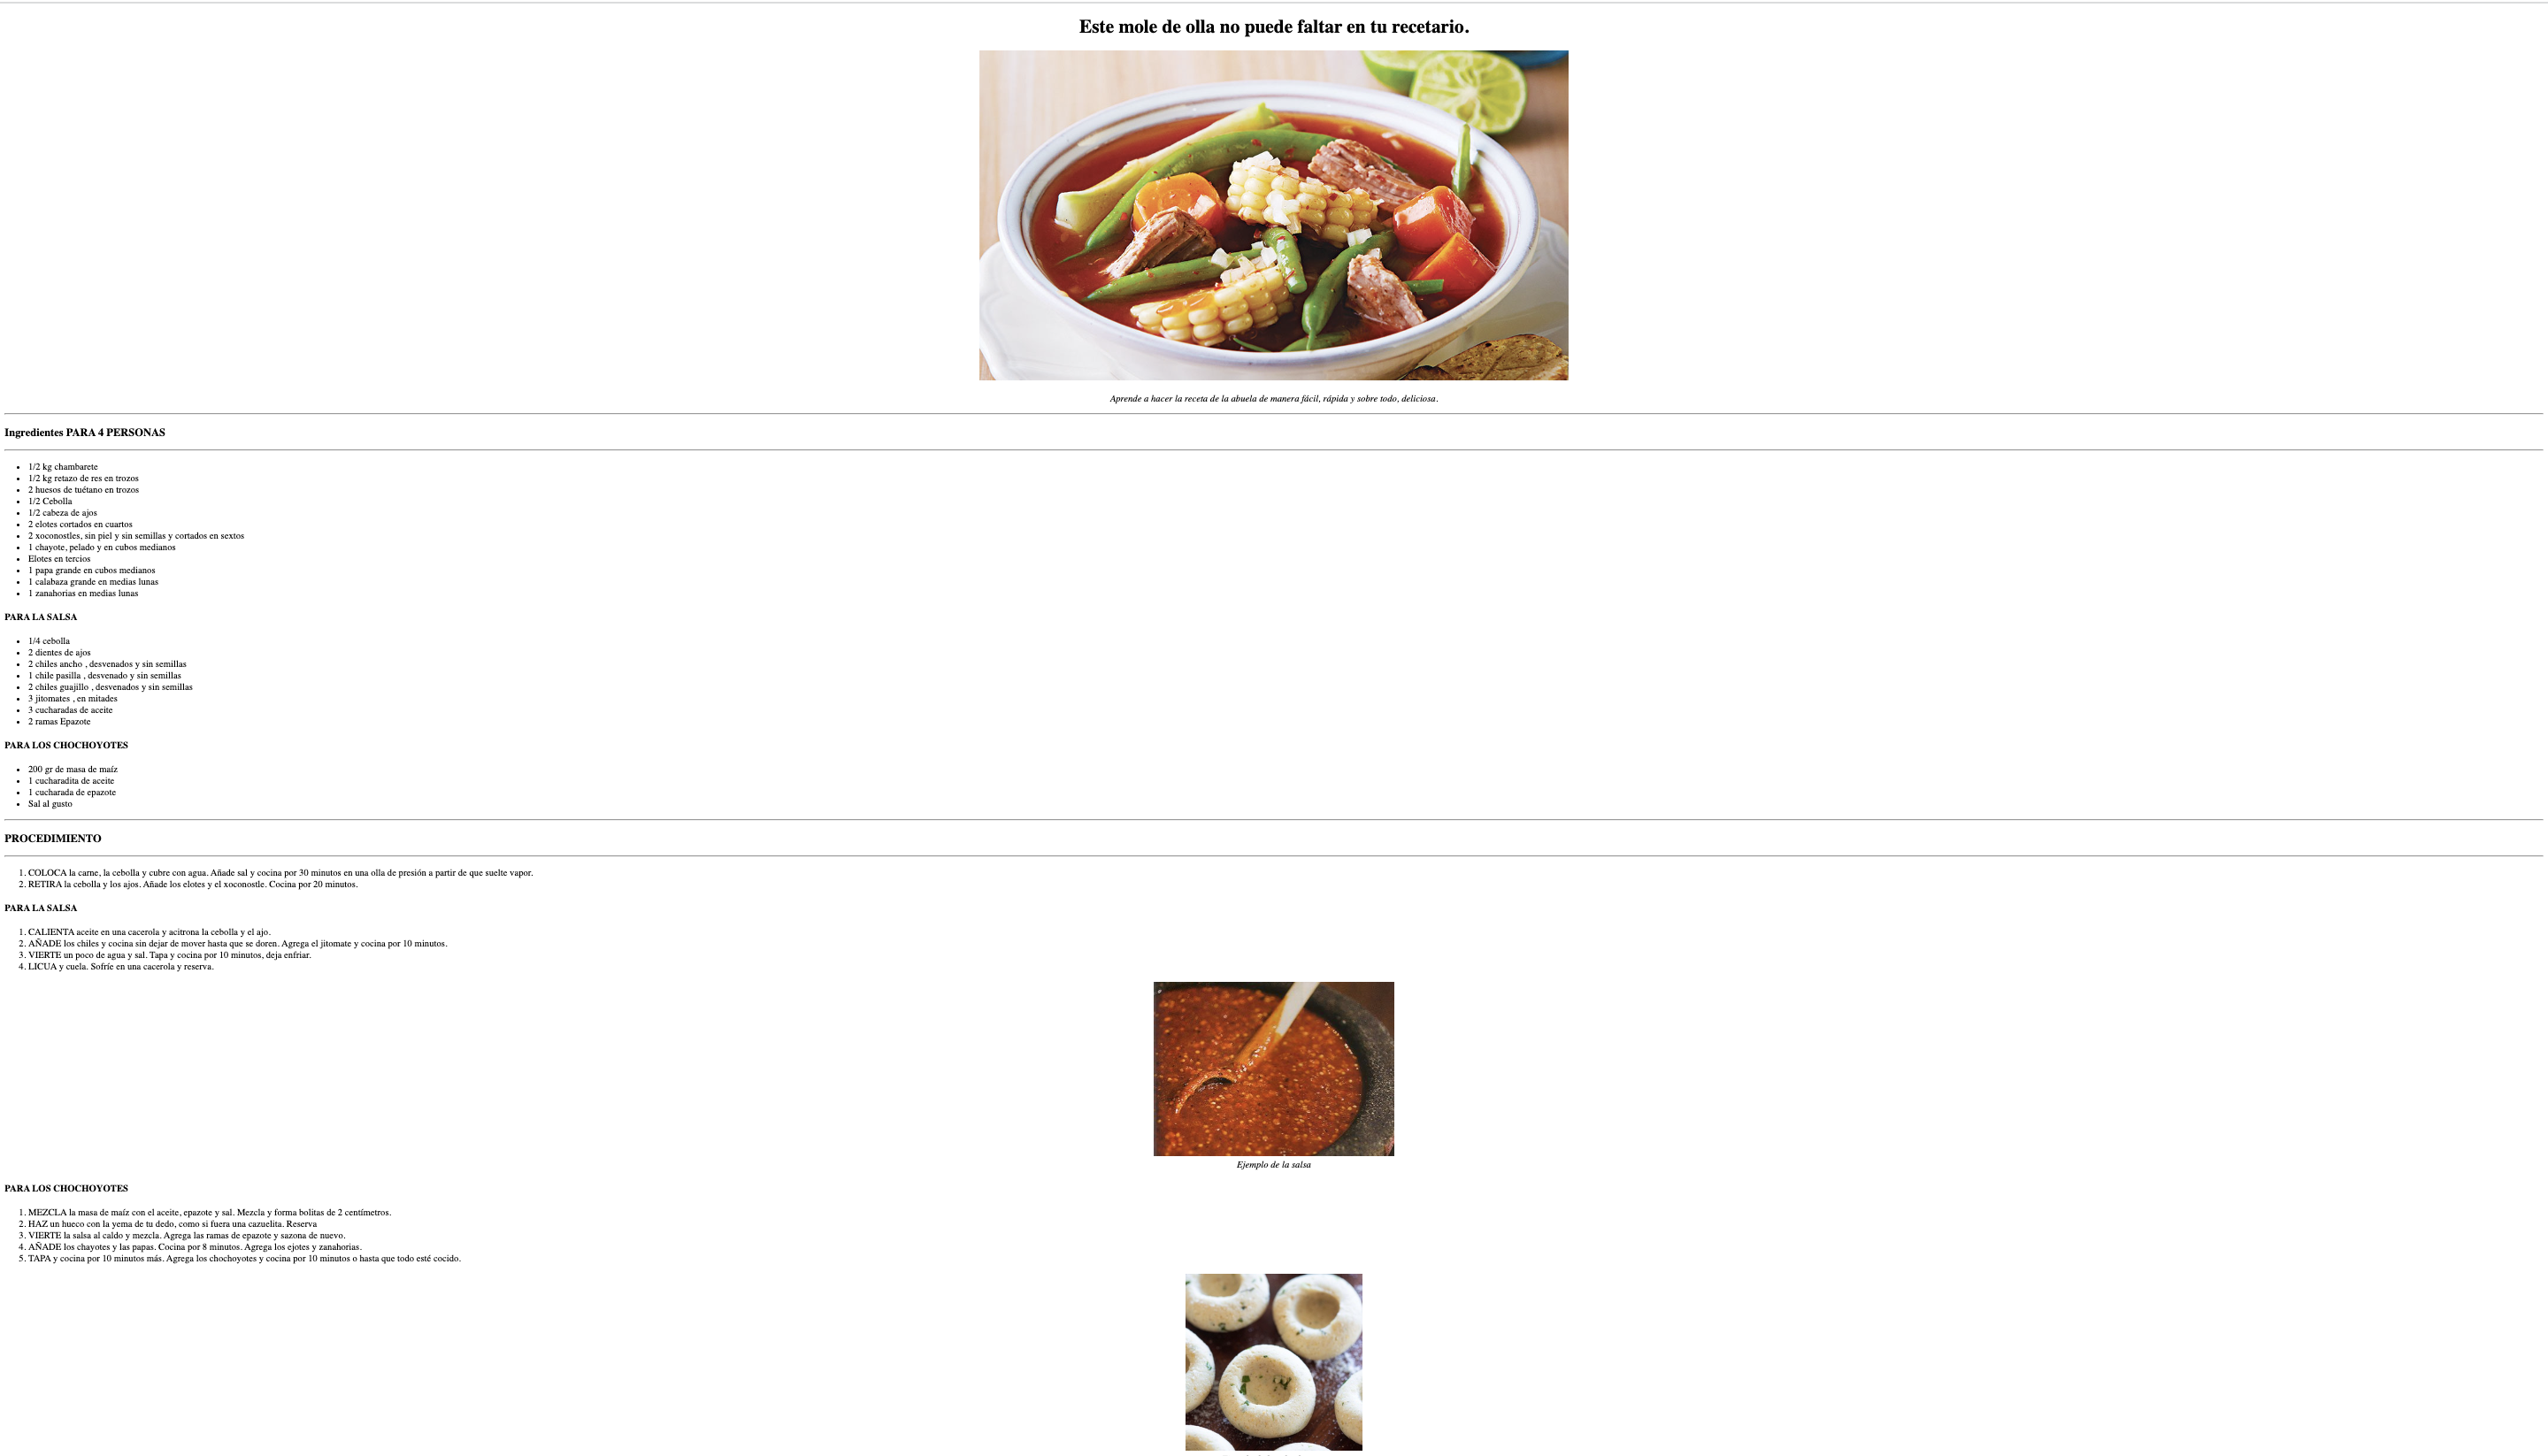 Este mole de olla no puede faltar en tu recetario.
Aprende a hacer la receta de la abuela de manera fácil, rápida y sobre todo, deliciosa.
Ingredientes PARA 4 PERSONAS
1/2 kg chambarete
1/2 kg retazo de res en trozos
2 huesos de tuétano en trozos
1/2 Cebolla
1/2 cabeza de ajos
2 elotes cortados en cuartos
2 xoconostles, sin piel y sin semillas y cortados en sextos
1 chayote, pelado y en cubos medianos
Elotes en tercios
1 papa grande en cubos medianos
1 calabaza grande en medias lunas
1 zanahorias en medias lunas
PARA LA SALSA
1/4 cebolla
2 dientes de ajos
2 chiles ancho , desvenados y sin semillas
1 chile pasilla , desvenado y sin semillas
2 chiles guajillo , desvenados y sin semillas
3 jitomates , en mitades
3 cucharadas de aceite
2 ramas Epazote
PARA LOS CHOCHOYOTES
200 gr de masa de maíz
1 cucharadita de aceite
1 cucharada de epazote
Sal al gusto
PROCEDIMIENTO
1. COLOCA la carne, la cebolla y cubre con agua. Añade sal y cocina por 30 minutos en una olla de presión a partir de que suelte vapor.
2. RETIRA la cebolla y los ajos. Añade los elotes y el xoconostle. Cocina por 20 minutos.
PARA LA SALSA
1. CALIENTA aceite en una cacerola y acitrona la cebolla y el ajo.
2. AÑADE los chiles y cocina sin dejar de mover hasta que se doren. Agrega el jitomate y cocina por 10 minutos.
3. VIERTE un poco de agua y sal. Tapa y cocina por 10 minutos, deja enfriar.
4. LICUA y cuela. Sofríe en una cacerola y reserva.
Ejemplo de la salsa
PARA LOS CHOCHOYOTES
1. MEZCLA la masa de maíz con el aceite, epazote y sal. Mezcla y forma bolitas de 2 centímetros.
2. HAZ un hueco con la yema de tu dedo, como si fuera una cazuelita. Reserva
3. VIERTE la salsa al caldo y mezcla. Agrega las ramas de epazote y sazona de nuevo.
4. AÑADE los chayotes y las papas. Cocina por 8 minutos. Agrega los ejotes y zanahorias.
5. TAPA y cocina por 10 minutos más. Agrega los chochoyotes y cocina por 10 minutos o hasta que todo esté cocido.